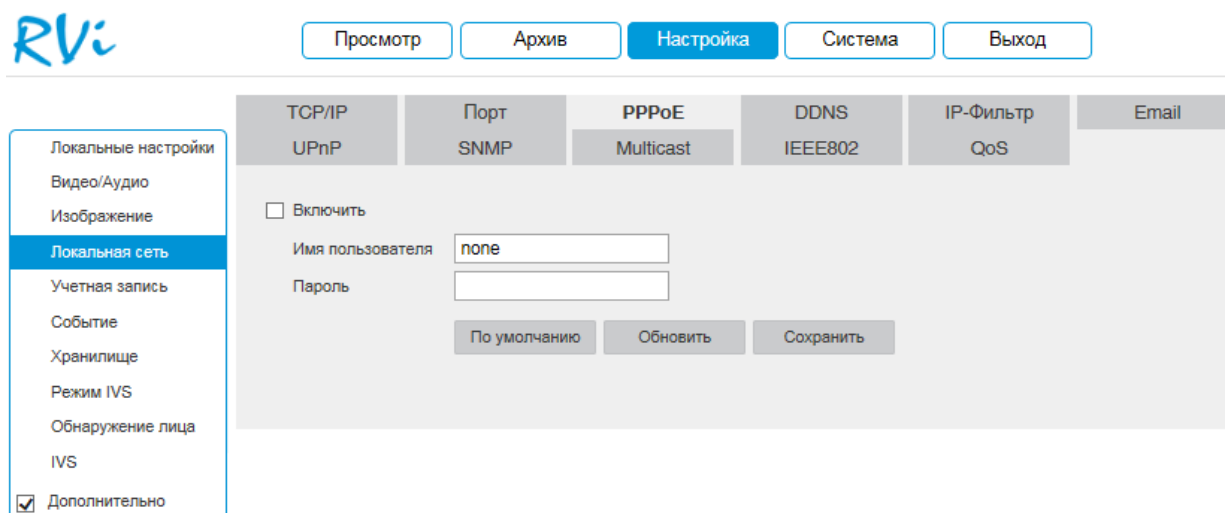 RVi
Просмотр Архив Настройка Система Выход
TCP/IP Порт PPPoE DDNS IP-Фильтр Email
UPnP SNMP Multicast IEEE802 QoS
Локальные настройки
Видео/Аудио
Изображение
Локальная сеть
Учетная запись
Событие
Хранилище
Режим IVS
Обнаружение лица
IVS
Дополнительно
Включить
Имя пользователя none
Пароль
По умолчанию Обновить Сохранить